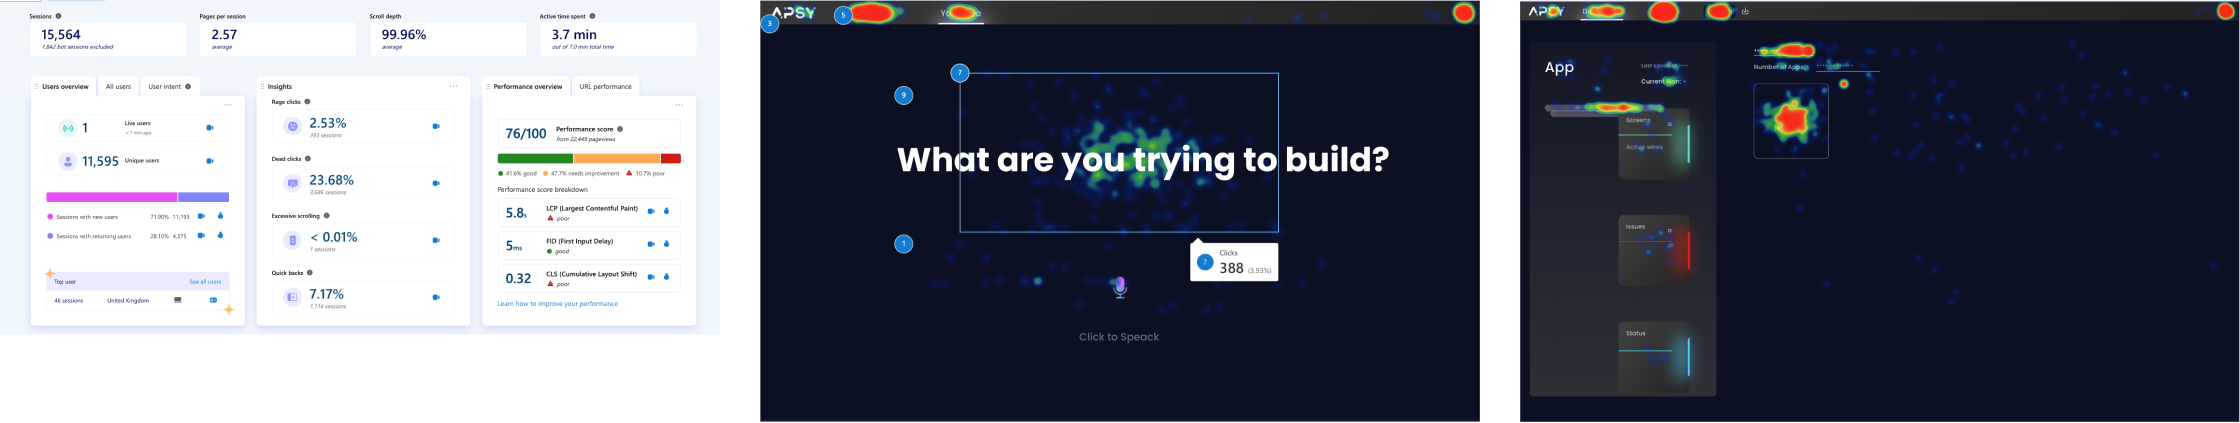 Sessions
15,564
1,842 bot sessions excluded
Pages per session
2.57
average
Scroll depth
99.96%
average
Active time spent
3.7 min
out of 7.0 min total time
Users overview
All users
User intent
1
Live users
< 1 min ago
11,595 Unique users
Sessions with new users 71.90% 11,193
Sessions with returning users 28.10% 4,375
Top user See all users
46 sessions United Kingdom
Insights
Rage clicks
2.53%
393 sessions
Dead clicks
23.68%
3,686 sessions
Excessive scrolling
< 0.01%
1 sessions
Quick backs
7.17%
1,116 sessions
Performance overview
URL performance
76/100 Performance score
from 22,449 pageviews
41.6% good 47.7% needs improvement 10.7% poor
Performance score breakdown
5.8s LCP (Largest Contentful Paint)
poor
5ms FID (First Input Delay)
good
0.32 CLS (Cumulative Layout Shift)
poor
Learn how to improve your performance
APSY
3
5
7
9
What are you trying to build?
1
7
Clicks
388 (3.93%)
Click to Speack
APSY
App
Last saved
Current Run: -
Screens
Active wires
Issues
Status
Number of Apps: